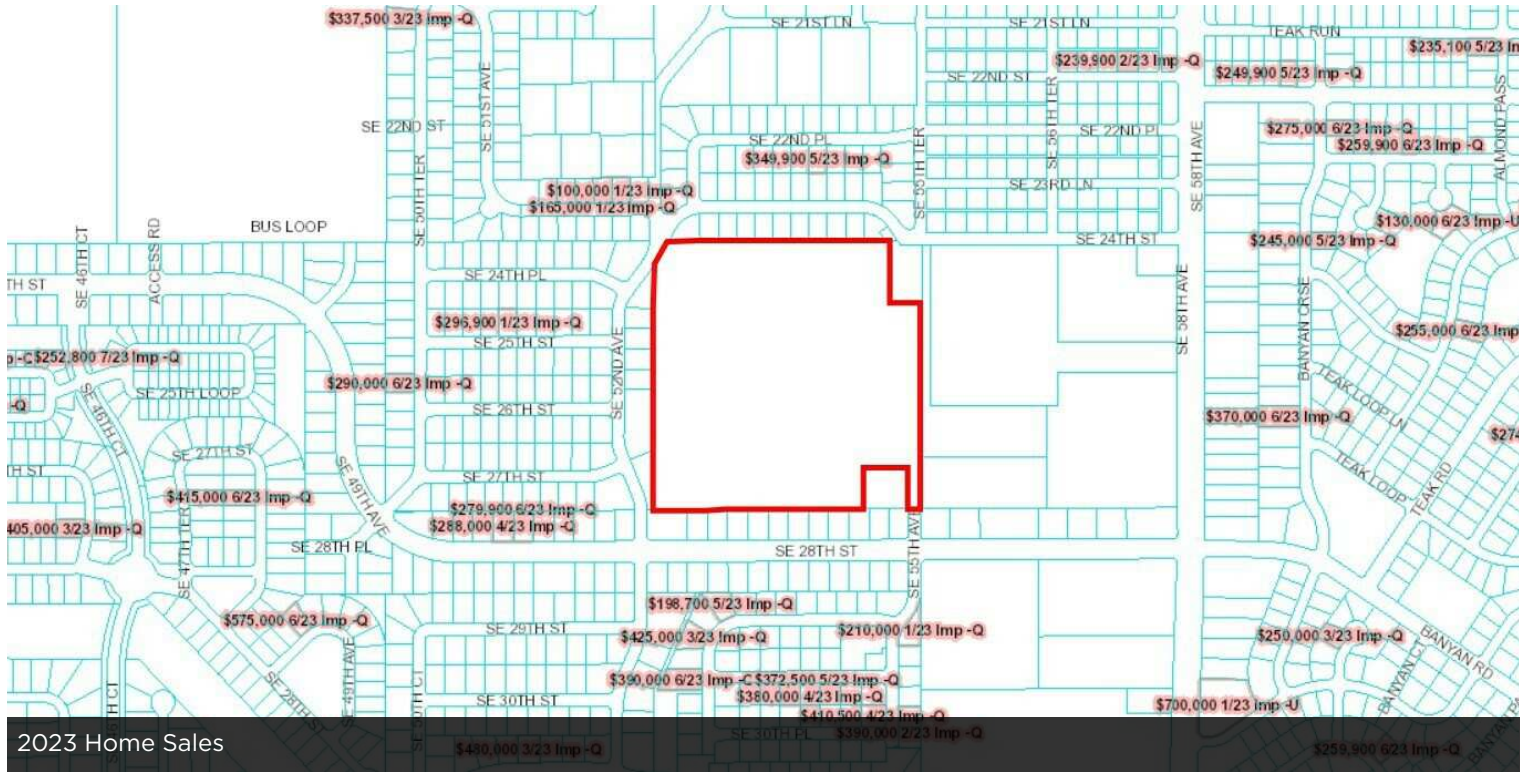 $337,500 3/23 Imp -Q
SE 21ST LN
SE 21ST LN
TEAK RUN
$235,100 5/23 Im
$239,900 2/23 Imp -Q
$249,900 5/23 Imp -Q
SE 22ND ST
SE 51ST AVE
ALMOND PASS
SE 22ND ST
SE 56TH TER
SE 22ND PL
$275,000 6/23 Imp -Q
$259,900 6/23 Imp -Q
SE 22ND PL
$349,900 5/23 Imp -Q
SE 55TH TER
SE 58TH AVE
SE 50TH TER
$100,000 1/23 Imp -Q
$165,000 1/23 Imp -Q
SE 23RD LN
$130,000 6/23 Imp -U
BUS LOOP
SE 46TH CT
ACCESS RD
SE 24TH ST
$245,000 5/23 Imp -Q
SE 24TH PL
TH ST
SE 58TH AVE
BANYAN CRSE
$296,900 1/23 Imp -Q
SE 25TH ST
SE 52ND AVE
$255,000 6/23 Imp
$252,800 7/23 Imp -Q
$290,000 6/23 Imp -Q
SE 25TH LOOP
TEAK LOOP LN
-Q
SE 46TH CT
SE 26TH ST
$370,000 6/23 Imp -Q
$274
SE 27TH ST
TH ST
SE 49TH AVE
SE 27TH ST
TEAK LOOP
TEAK RD
$415,000 6/23 Imp -Q
$279,900 6/23 Imp -Q
$288,000 4/23 Imp -Q
405,000 3/23 Imp -Q
SE 47TH TER
SE 28TH PL
SE 28TH ST
SE 55TH AVE
$198,700 5/23 Imp -Q
$575,000 6/23 Imp -Q
SE 29TH ST
$425,000 3/23 Imp -Q
$210,000 1/23 Imp -Q
$250,000 3/23 Imp -Q
BANYAN RD
SE 49TH AVE
BANYAN CT
$390,000 6/23 Imp -Q
$372,500 5/23 Imp -Q
$380,000 4/23 Imp -Q
SE 28TH ST
SE 30TH ST
$700,000 1/23 Imp -U
$410,500 4/23 Imp -Q
SE 30TH PL
$390,000 2/23 Imp -Q
2023 Home Sales
$480,000 3/23 Imp -Q
$259,900 6/23 Imp -Q